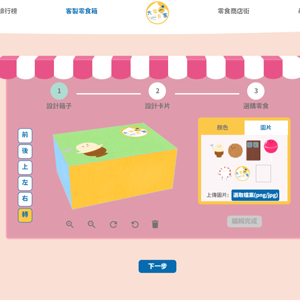 排行榜
客製零食箱
零食商店街
1
2
3
設計箱子
設計卡片
選購零食
前
後
上
左
右
轉
顏色
圖片
上傳圖片:
選取檔案(png/jpg)
編輯完成
下一步